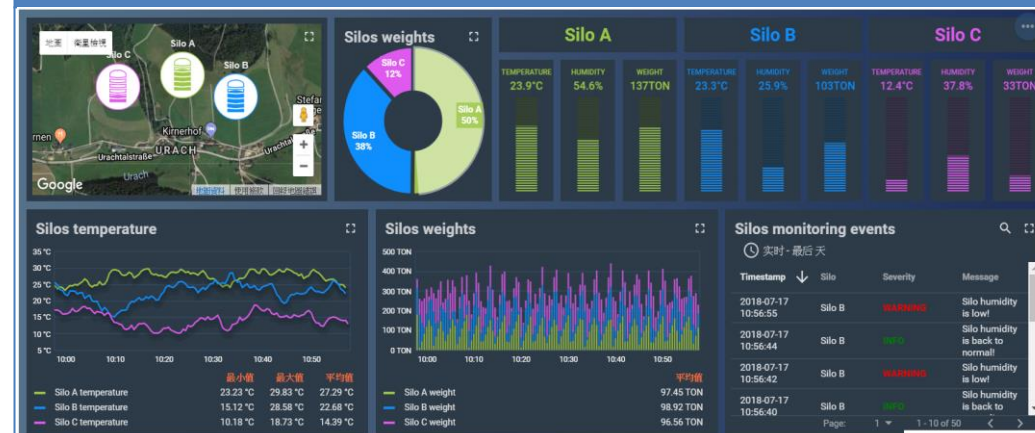 地圖
衛星檢視
Silo C
Silo A
Silo B
Kirnerhof
URACH
Urachtalstraße
Urach
Google
使用條款
Silos weights
Silo C
12%
Silo A
50%
Silo B
38%
Silo A
TEMPERATURE HUMIDITY WEIGHT
23.9°C 54.6% 137TON
Silo B
TEMPERATURE HUMIDITY WEIGHT
23.3°C 25.9% 103TON
Silo C
TEMPERATURE HUMIDITY WEIGHT
12.4°C 37.8% 33TON
Silos temperature
35 °C
30 °C
25 °C
20 °C
15 °C
10 °C
5 °C
10:00 10:10 10:20 10:30 10:40 10:50
最小值 最大值 平均值
Silo A temperature 23.23 °C 29.83 °C 27.29 °C
Silo B temperature 15.12 °C 28.58 °C 22.68 °C
Silo C temperature 10.18 °C 18.73 °C 14.39 °C
Silos weights
500 TON
400 TON
300 TON
200 TON
100 TON
0 TON
10:00 10:10 10:20 10:30 10:40 10:50
平均值
Silo A weight 97.45 TON
Silo B weight 98.92 TON
Silo C weight 96.56 TON
Silos monitoring events
实时 - 最后 天
Timestamp Silo Severity Message
2018-07-17 10:56:55 Silo B WARNING Silo humidity is low!
2018-07-17 10:56:44 Silo B INFO Silo humidity is back to normal!
2018-07-17 10:56:42 Silo B WARNING Silo humidity is low!
2018-07-17 10:56:40 Silo B INFO Silo humidity is back to
Page: 1 1 - 10 of 50